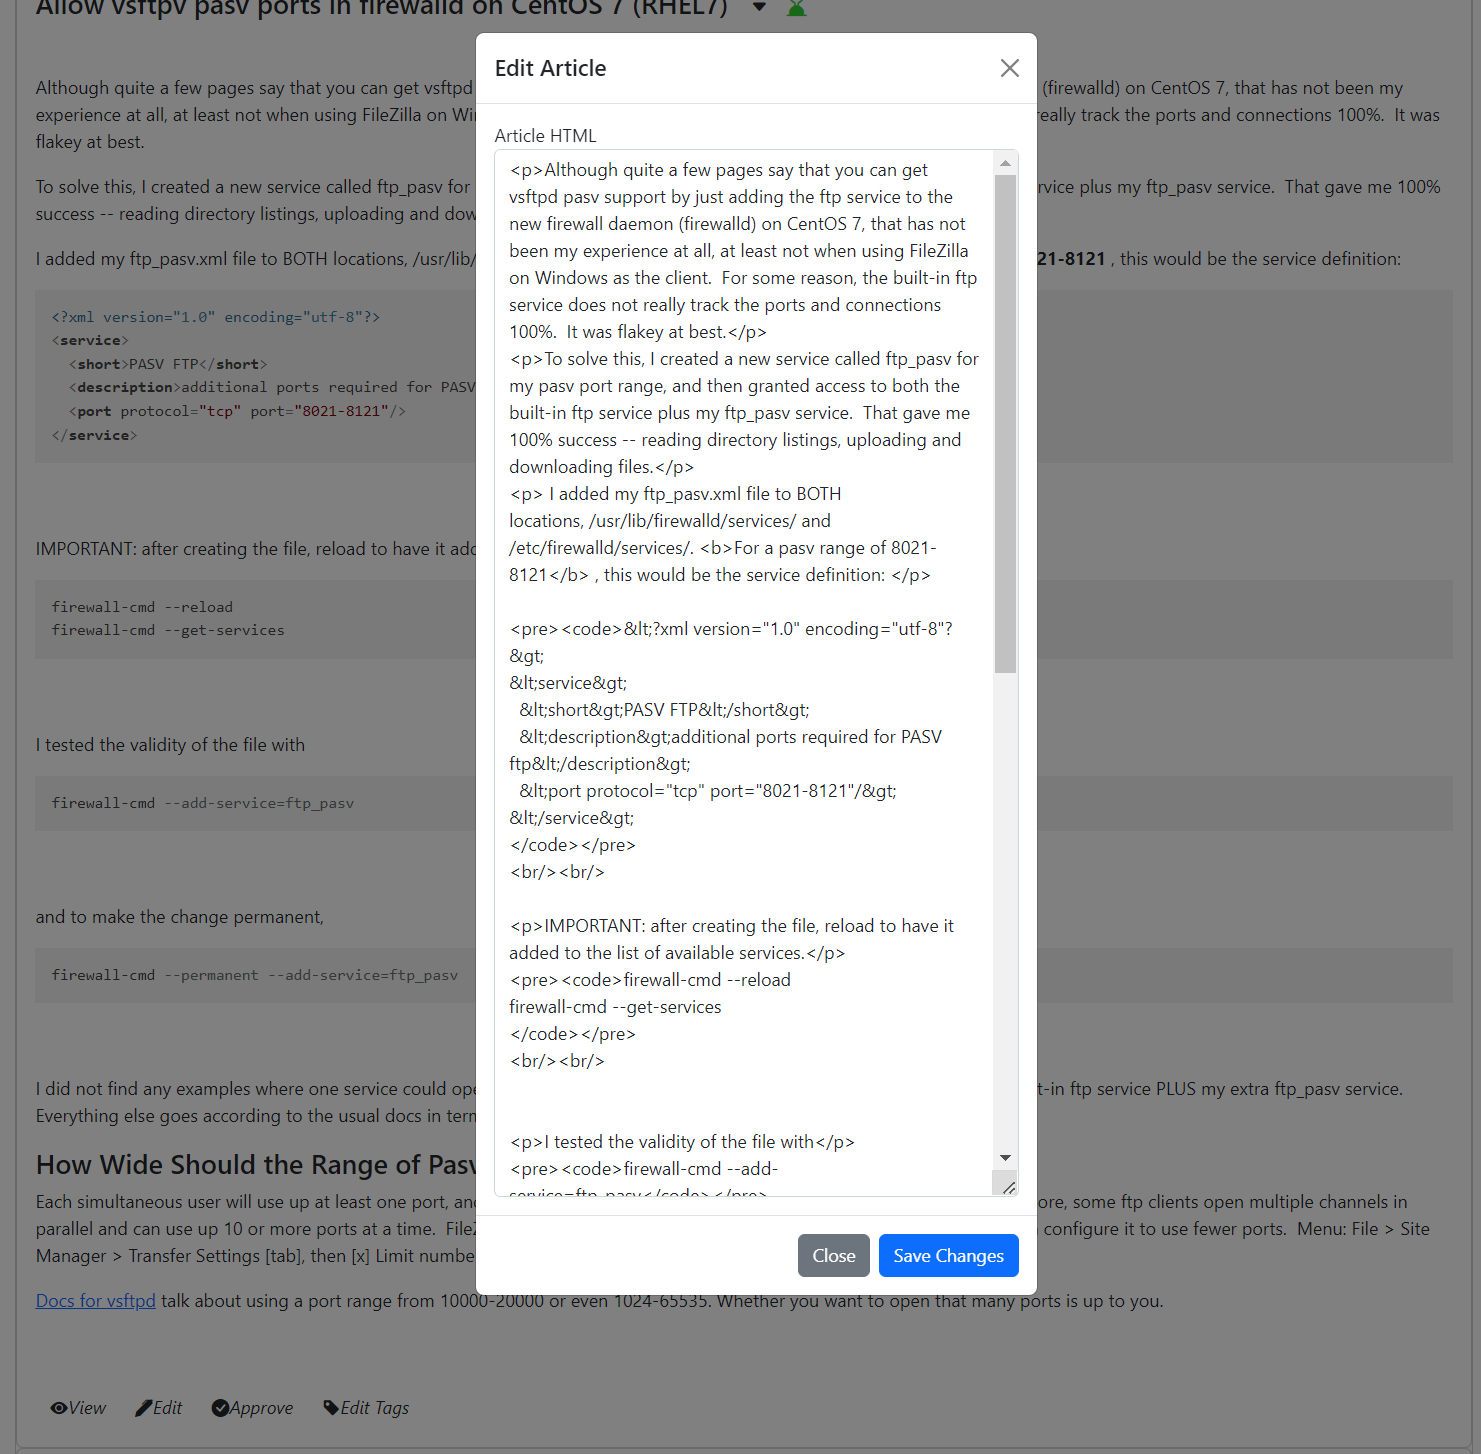 Allow vsftpv pasv ports in firewalld on CentOS 7 (RHEL7)
Although quite a few pages say that you can get vsftpd
(firewalld) on CentOS 7, that has not been my
experience at all, at least not when using FileZilla on
eally track the ports and connections 100%.  It was
flakey at best.
To solve this, I created a new service called ftp_pasv for
rvice plus my ftp_pasv service.  That gave me 100%
success -- reading directory listings, uploading and
I added my ftp_pasv.xml file to BOTH locations, /usr/lib/
21-8121 , this would be the service definition:
<?xml version="1.0" encoding="utf-8"?>
<service>
  <short>PASV FTP</short>
  <description>additional ports required for PASV
  <port protocol="tcp" port="8021-8121"/>
</service>
IMPORTANT: after creating the file, reload to have it
firewall-cmd --reload
firewall-cmd --get-services
I tested the validity of the file with
firewall-cmd --add-service=ftp_pasv
and to make the change permanent,
firewall-cmd --permanent --add-service=ftp_pasv
I did not find any examples where one service could
t-in ftp service PLUS my extra ftp_pasv service.
Everything else goes according to the usual docs in
How Wide Should the Range of
Each simultaneous user will use up at least one port,
ore, some ftp clients open multiple channels in
parallel and can use up 10 or more ports at a time.
configure it to use fewer ports.  Menu: File > Site
Manager > Transfer Settings [tab], then [x] Limit
Docs for vsftpd talk about using a port range from 10000-20000 or even 1024-65535. Whether you want to open that many ports is up to you.
View Edit Approve Edit Tags
Edit Article
Article HTML
<p>Although quite a few pages say that you can get
vsftpd pasv support by just adding the ftp service to the
new firewall daemon (firewalld) on CentOS 7, that has not
been my experience at all, at least not when using FileZilla
on Windows as the client.  For some reason, the built-in ftp
service does not really track the ports and connections
100%.  It was flakey at best.</p>
<p>To solve this, I created a new service called ftp_pasv for
my pasv port range, and then granted access to both the
built-in ftp service plus my ftp_pasv service.  That gave me
100% success -- reading directory listings, uploading and
downloading files.</p>
<p> I added my ftp_pasv.xml file to BOTH
locations, /usr/lib/firewalld/services/ and
/etc/firewalld/services/. <b>For a pasv range of 8021-
8121</b> , this would be the service definition: </p>
<pre><code>&lt;?xml version="1.0" encoding="utf-8"?
&gt;
&lt;service&gt;
  &lt;short&gt;PASV FTP&lt;/short&gt;
  &lt;description&gt;additional ports required for PASV
ftp&lt;/description&gt;
  &lt;port protocol="tcp" port="8021-8121"/&gt;
&lt;/service&gt;
</code></pre>
<br/><br/>
<p>IMPORTANT: after creating the file, reload to have it
added to the list of available services.</p>
<pre><code>firewall-cmd --reload
firewall-cmd --get-services
</code></pre>
<br/><br/>
<p>I tested the validity of the file with</p>
<pre><code>firewall-cmd --add-
service=ftp_pasv</code></pre>
Close
Save Changes